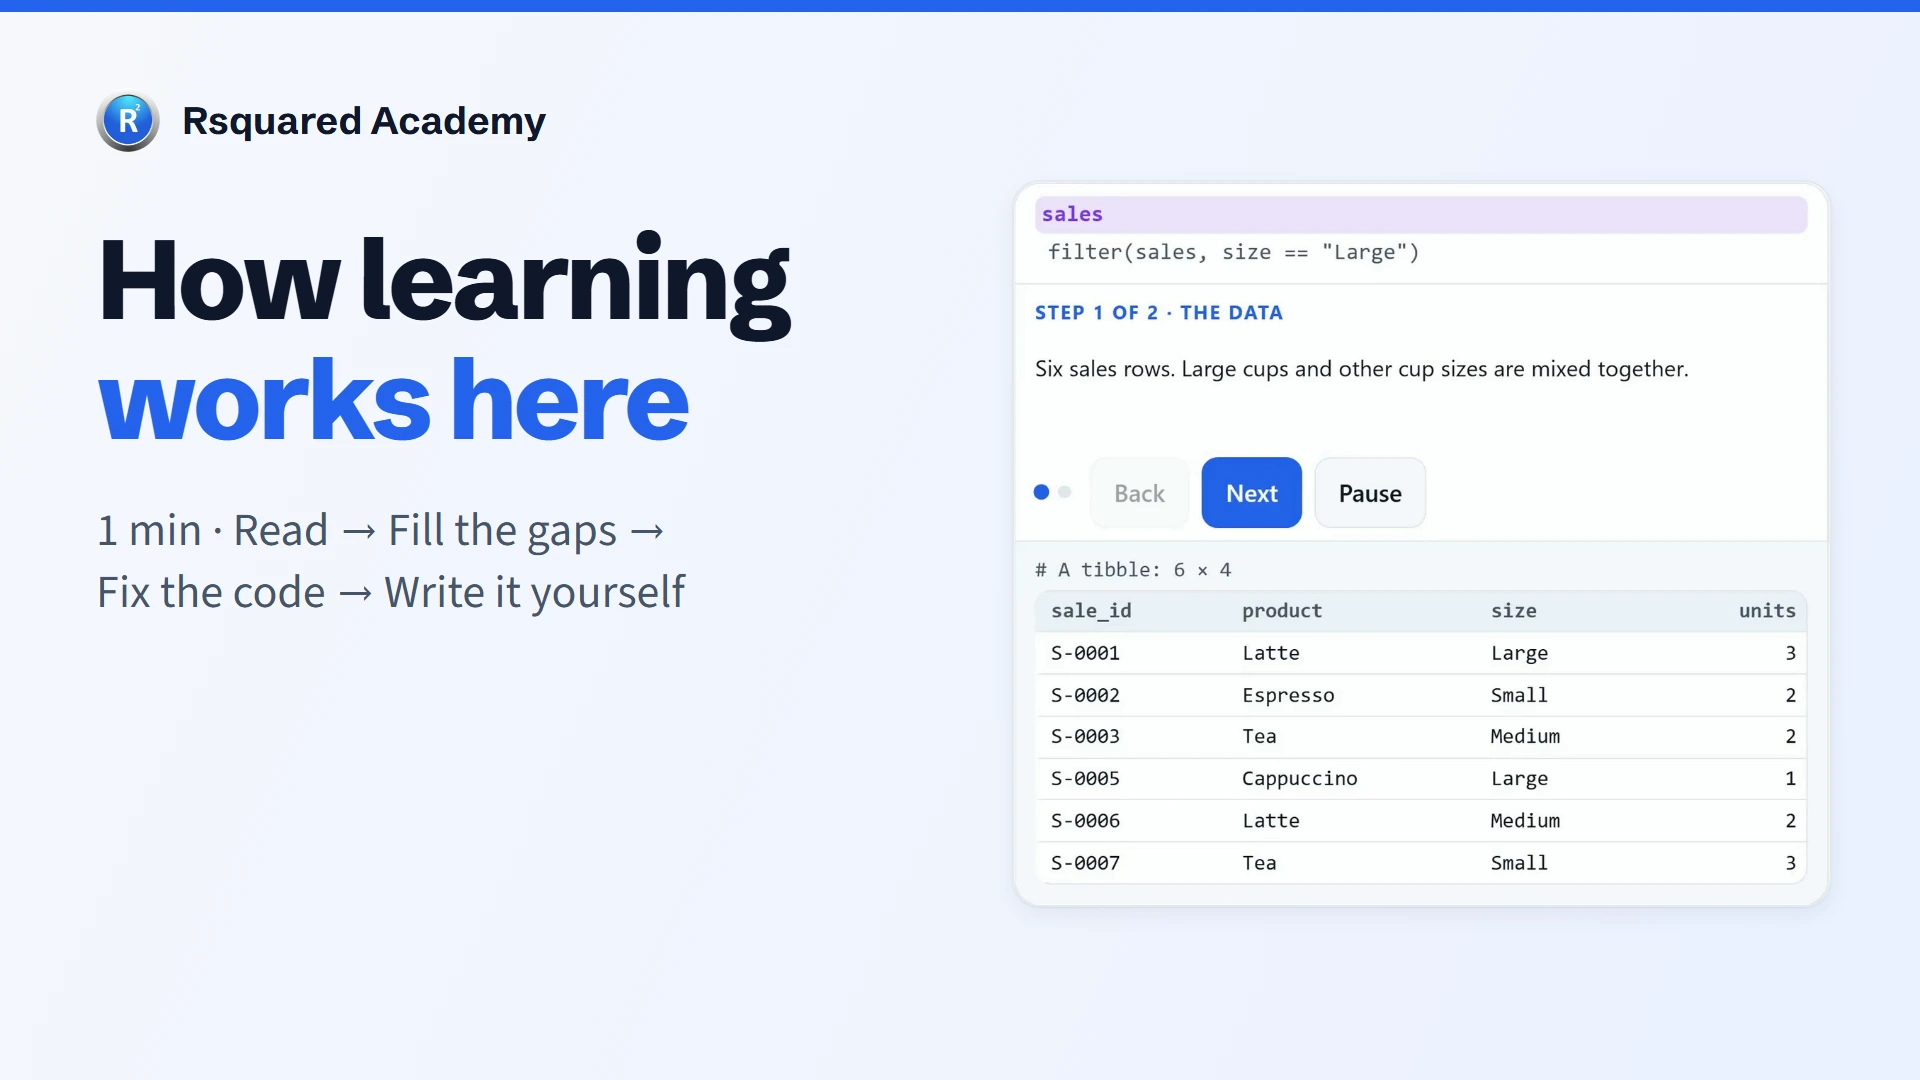 R2
Rsquared Academy
How learning
works here
1 min · Read → Fill the gaps →
Fix the code → Write it yourself
sales
filter(sales, size == "Large")
STEP 1 OF 2 · THE DATA
Six sales rows. Large cups and other cup sizes are mixed together.
Back Next Pause
# A tibble: 6 × 4
sale_id product size units
S-0001 Latte Large 3
S-0002 Espresso Small 2
S-0003 Tea Medium 2
S-0005 Cappuccino Large 1
S-0006 Latte Medium 2
S-0007 Tea Small 3